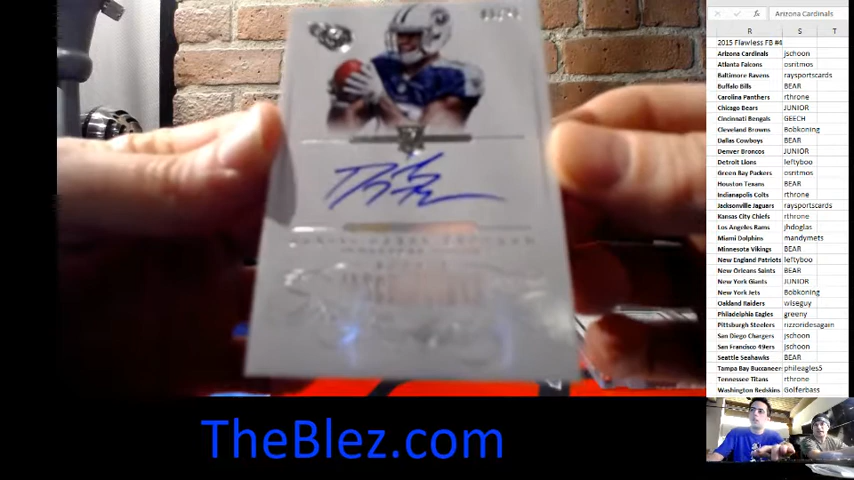 Arizona Cardinals
R S T
2015 Flawless FB #4
Arizona Cardinals jschoon
Atlanta Falcons osritmos
Baltimore Ravens raysportscards
Buffalo Bills BEAR
Carolina Panthers rthrone
Chicago Bears JUNIOR
Cincinnati Bengals GEECH
Cleveland Browns Bobkoning
Dallas Cowboys BEAR
Denver Broncos JUNIOR
Detroit Lions leftyboo
Green Bay Packers osritmos
Houston Texans BEAR
Indianapolis Colts rthrone
Jacksonville Jaguars raysportscards
Kansas City Chiefs rthrone
Los Angeles Rams jhdoglas
Miami Dolphins mandymets
Minnesota Vikings BEAR
New England Patriots leftyboo
New Orleans Saints BEAR
New York Giants JUNIOR
New York Jets Bobkoning
Oakland Raiders wiseguy
Philadelphia Eagles greeny
Pittsburgh Steelers rizzoridesagain
San Diego Chargers jschoon
San Francisco 49ers jschoon
Seattle Seahawks BEAR
Tampa Bay Buccaneer phileagles5
Tennessee Titans rthrone
Washington Redskins Golferbass
TheBlez.com